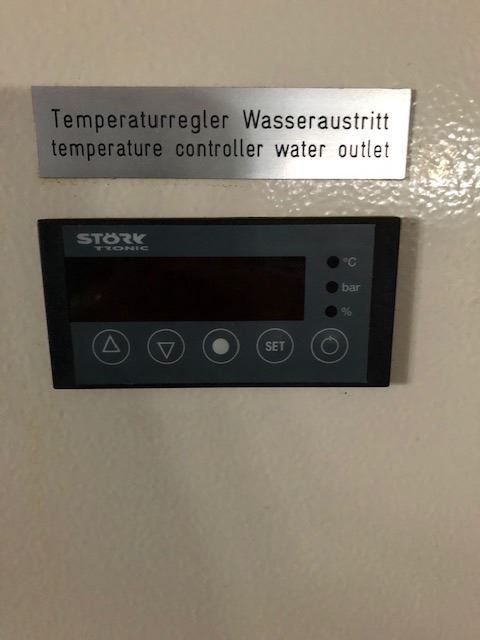 Temperaturregler Wasseraustritt
temperature controller water outlet
STÖRK
TRONIC
°C
bar
%
SET